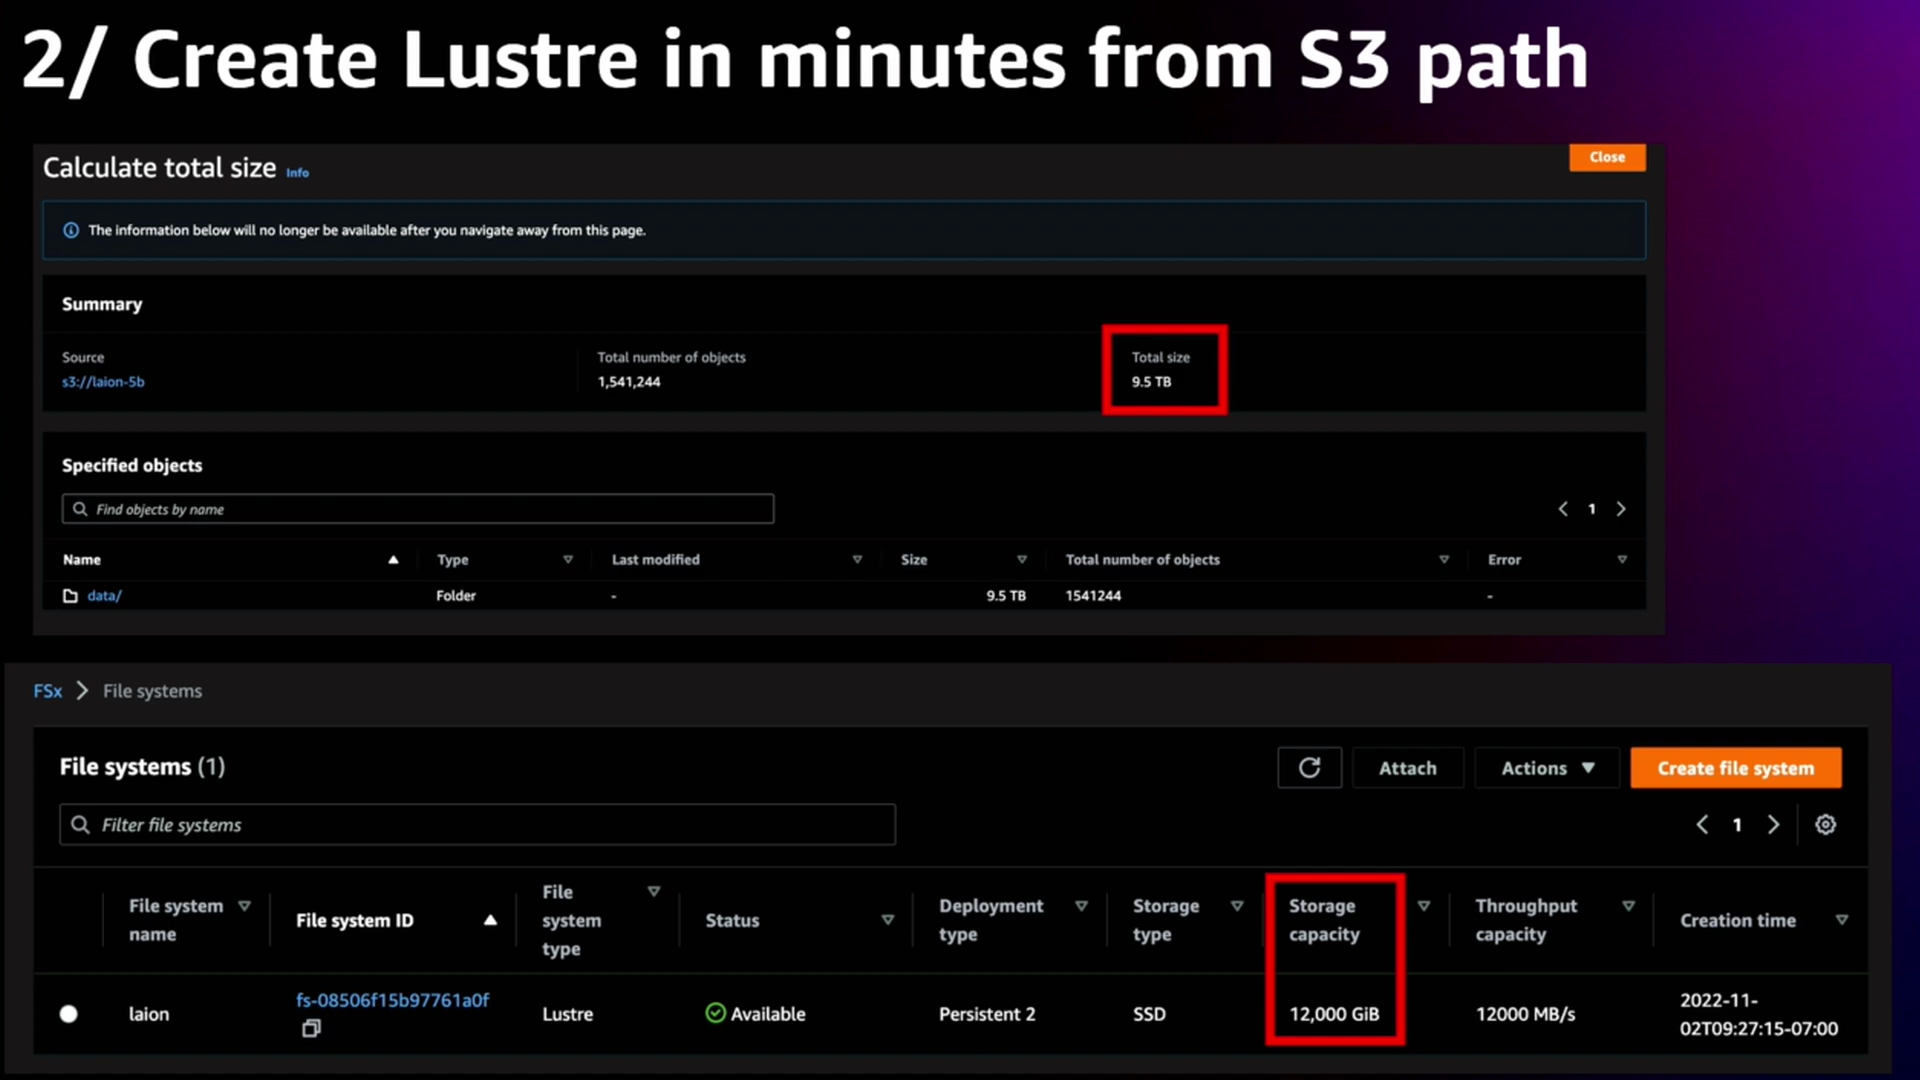 2/ Create Lustre in minutes from S3 path
Calculate total size Info
Close
The information below will no longer be available after you navigate away from this page.
Summary
Source
s3://laion-5b
Total number of objects
1,541,244
Total size
9.5 TB
Specified objects
Find objects by name
1
Name Type Last modified Size Total number of objects Error
data/ Folder - 9.5 TB 1541244 -
FSx File systems
File systems (1)
Attach
Actions
Create file system
Filter file systems
1
File system
name
File system ID
File
system
type
Status
Deployment
type
Storage
type
Storage
capacity
Throughput
capacity
Creation time
laion
fs-08506f15b97761a0f
Lustre
Available
Persistent 2
SSD
12,000 GiB
12000 MB/s
2022-11-
02T09:27:15-07:00